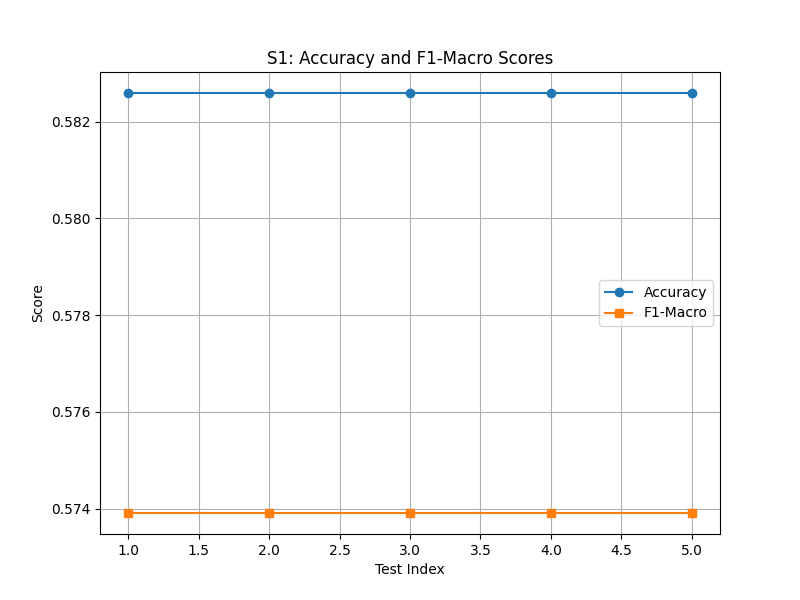 S1: Accuracy and F1-Macro Scores
0.582
0.580
0.578
0.576
0.574
Score
Accuracy
F1-Macro
1.0 1.5 2.0 2.5 3.0 3.5 4.0 4.5 5.0
Test Index